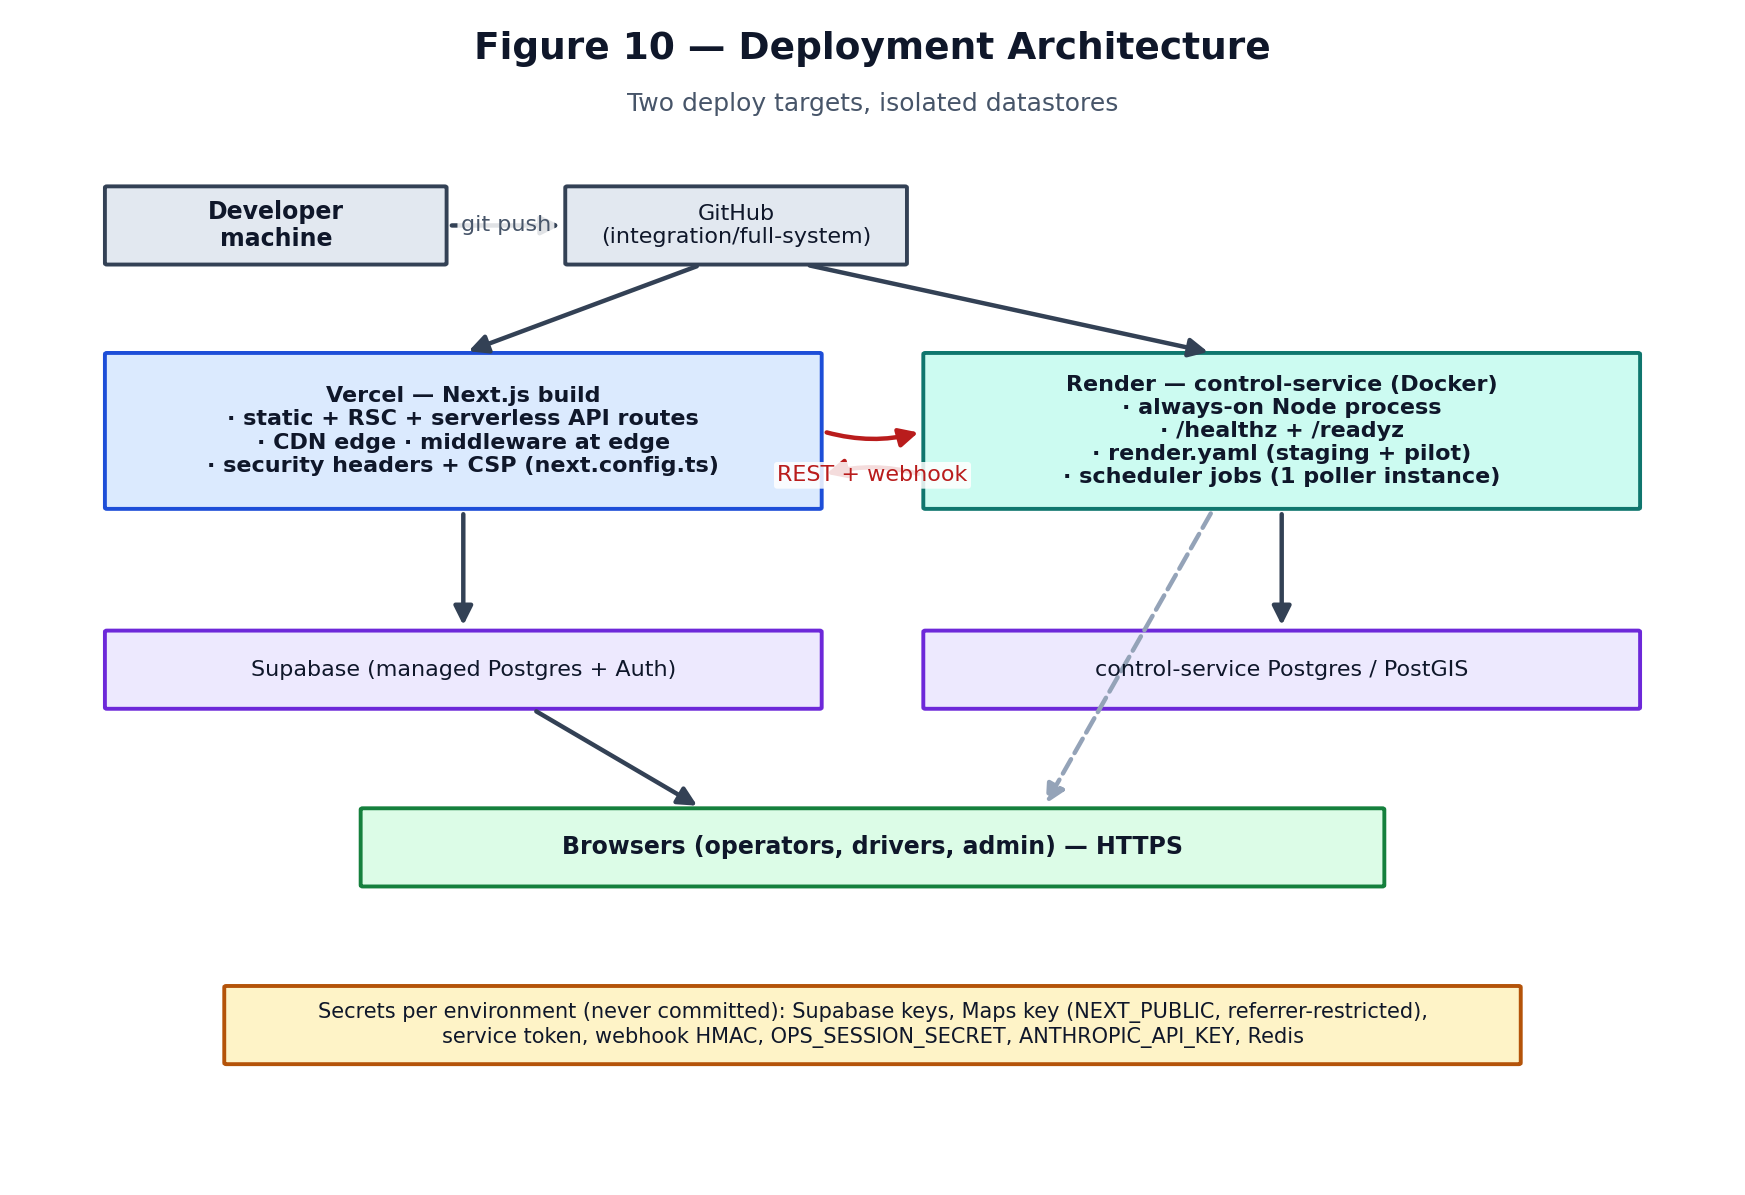 Figure 10 — Deployment Architecture
Two deploy targets, isolated datastores
Developer
machine
git push
GitHub
(integration/full-system)
Vercel — Next.js build
· static + RSC + serverless API routes
· CDN edge · middleware at edge
· security headers + CSP (next.config.ts)
REST + webhook
Render — control-service (Docker)
· always-on Node process
· /healthz + /readyz
· render.yaml (staging + pilot)
· scheduler jobs (1 poller instance)
Supabase (managed Postgres + Auth)
control-service Postgres / PostGIS
Browsers (operators, drivers, admin) — HTTPS
Secrets per environment (never committed): Supabase keys, Maps key (NEXT_PUBLIC, referrer-restricted),
service token, webhook HMAC, OPS_SESSION_SECRET, ANTHROPIC_API_KEY, Redis